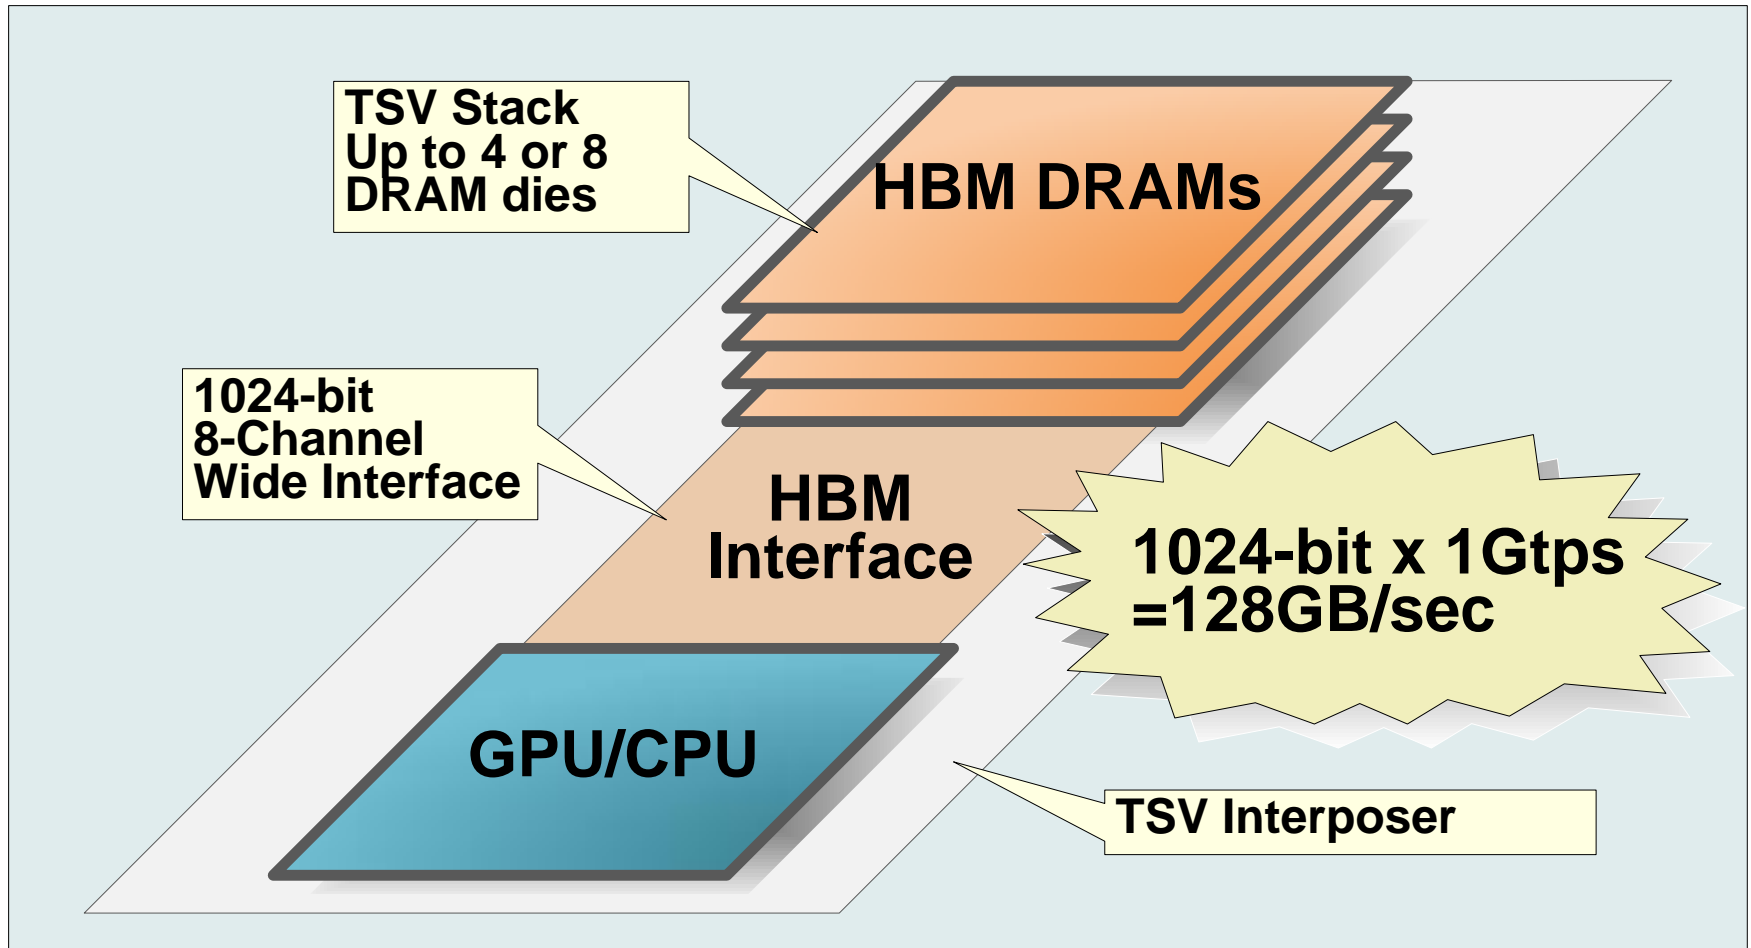 TSV Stack
Up to 4 or 8
DRAM dies
HBM DRAMs
1024-bit
8-Channel
Wide Interface
HBM
Interface
1024-bit x 1Gtps
=128GB/sec
GPU/CPU
TSV Interposer